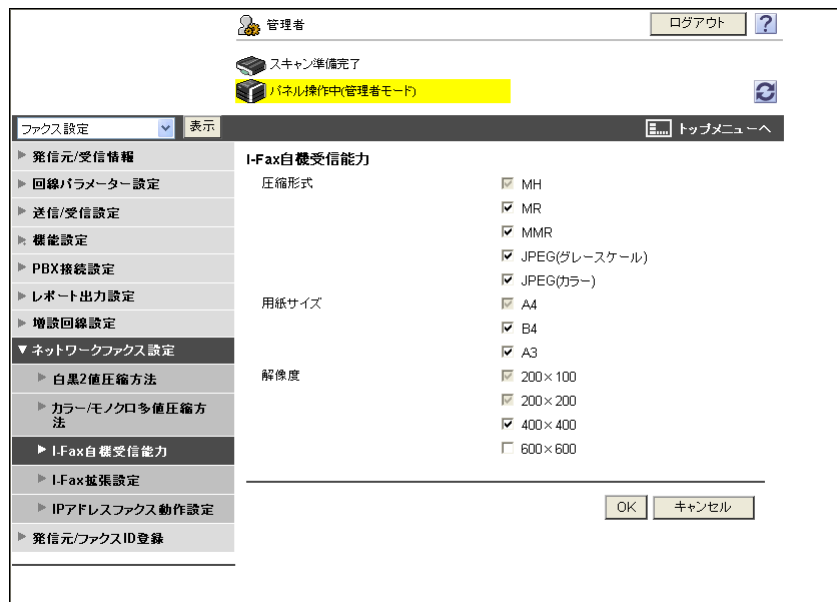 管理者
ログアウト
?
スキャン準備完了
パネル操作中(管理者モード)
ファクス設定
表示
トップメニューへ
発信元/受信情報
回線パラメーター設定
送信/受信設定
機能設定
PBX接続設定
レポート出力設定
増設回線設定
ネットワークファクス設定
白黒2値圧縮方法
カラー/モノクロ多値圧縮方
法
I-Fax自機受信能力
I-Fax拡張設定
IPアドレスファクス動作設定
発信元/ファクスID登録
I-Fax自機受信能力
圧縮形式
MH
MR
MMR
JPEG(グレースケール)
JPEG(カラー)
用紙サイズ
A4
B4
A3
解像度
200×100
200×200
400×400
600×600
OK
キャンセル